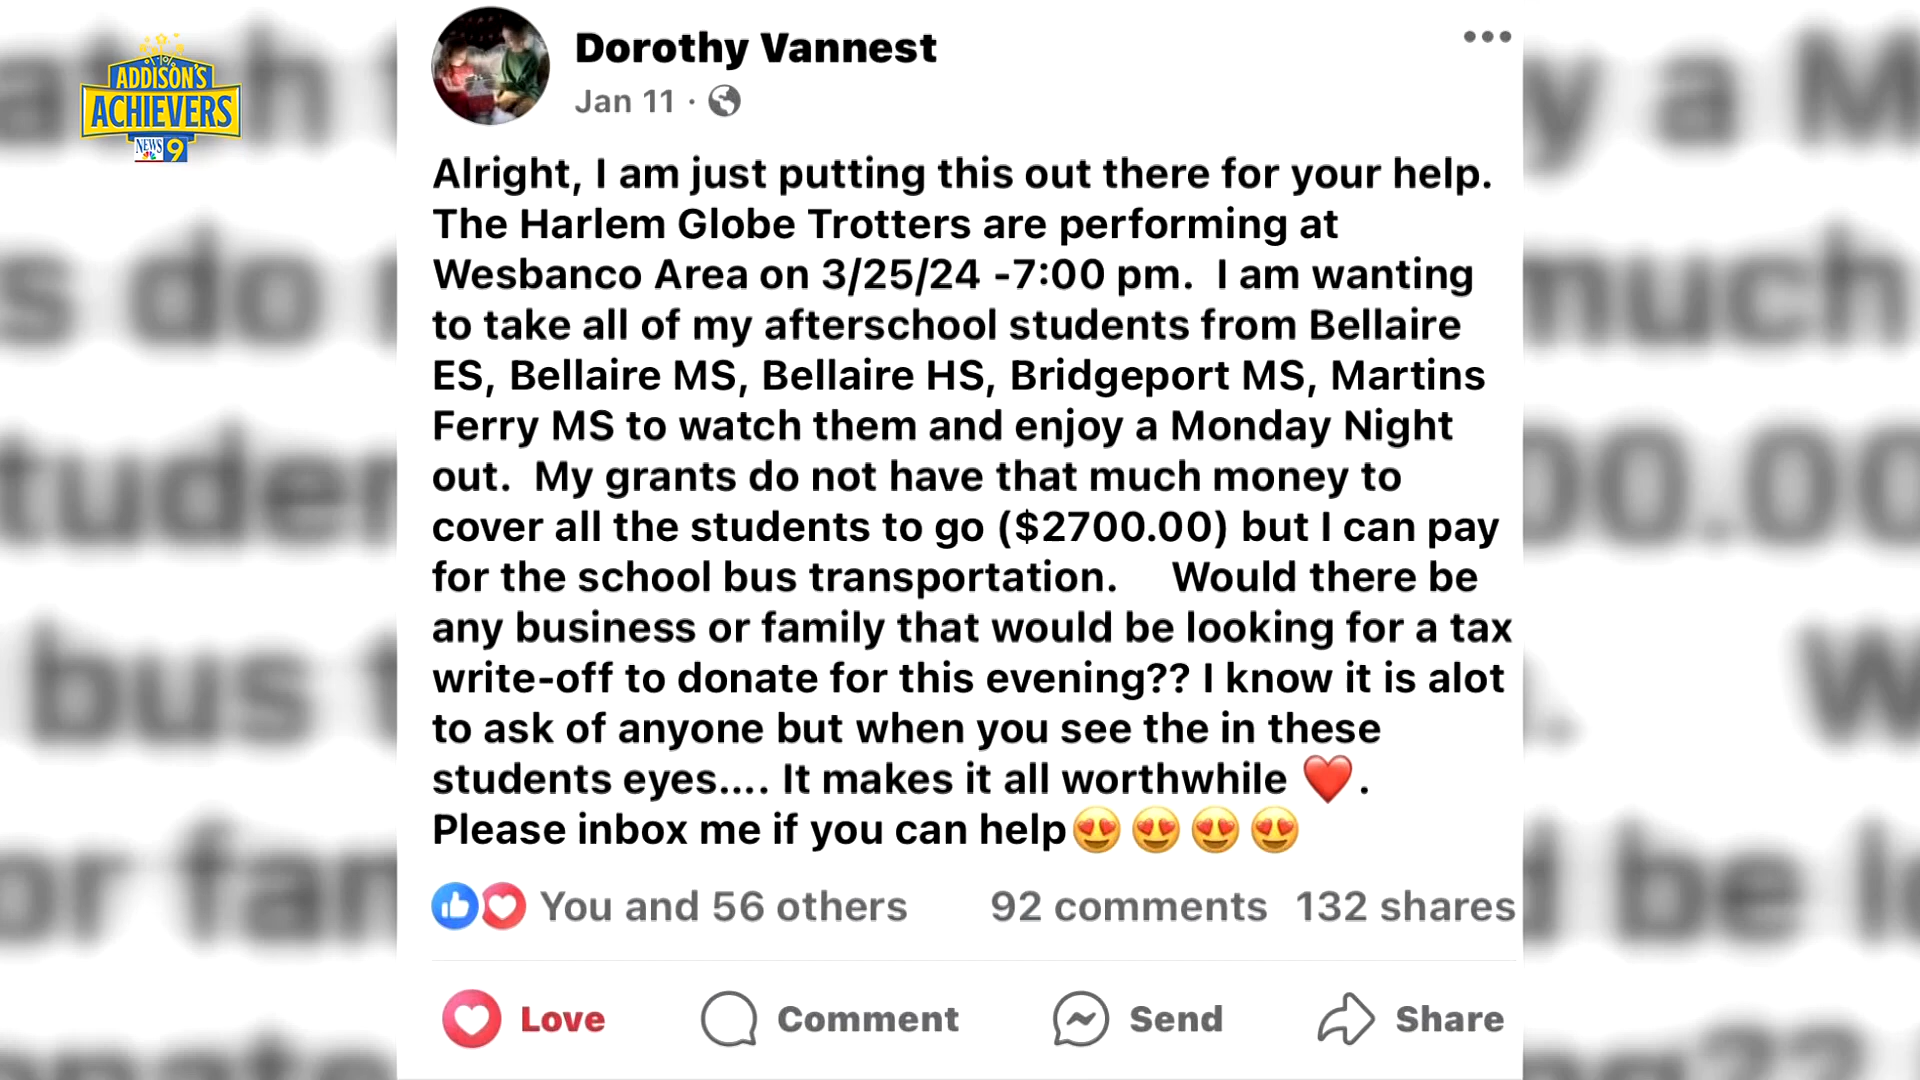 ADDISON'S
ACHIEVERS
NEWS 9
Dorothy Vannest
Jan 11 ·
Alright, I am just putting this out there for your help.
The Harlem Globe Trotters are performing at
Wesbanco Area on 3/25/24 -7:00 pm.  I am wanting
to take all of my afterschool students from Bellaire
ES, Bellaire MS, Bellaire HS, Bridgeport MS, Martins
Ferry MS to watch them and enjoy a Monday Night
out.  My grants do not have that much money to
cover all the students to go ($2700.00) but I can pay
for the school bus transportation.    Would there be
any business or family that would be looking for a tax
write-off to donate for this evening?? I know it is alot
to ask of anyone but when you see the in these
students eyes.... It makes it all worthwhile ❤️.
Please inbox me if you can help😍😍😍😍
You and 56 others 92 comments 132 shares
Love Comment Send Share